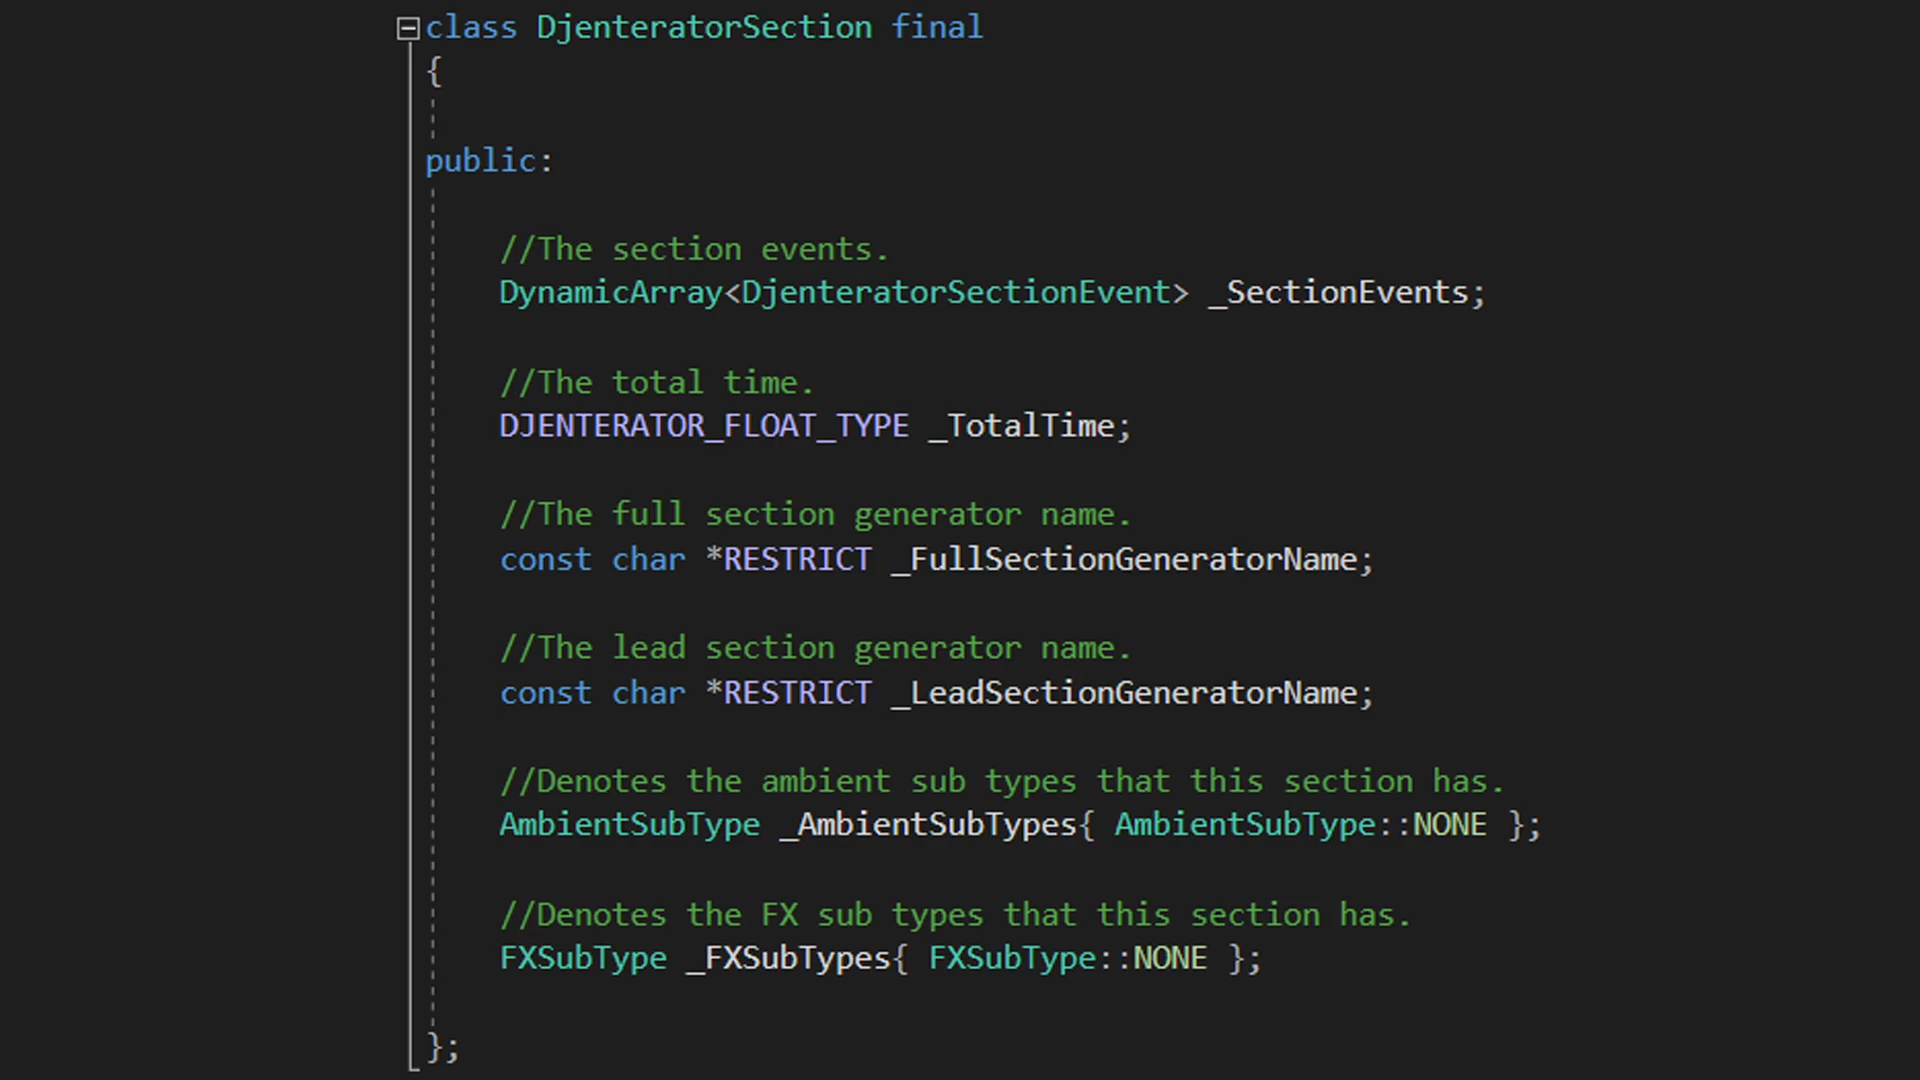 class DjenteratorSection final
{
public:
//The section events.
DynamicArray<DjenteratorSectionEvent> _SectionEvents;
//The total time.
DJENTERATOR_FLOAT_TYPE _TotalTime;
//The full section generator name.
const char *RESTRICT _FullSectionGeneratorName;
//The lead section generator name.
const char *RESTRICT _LeadSectionGeneratorName;
//Denotes the ambient sub types that this section has.
AmbientSubType _AmbientSubTypes{ AmbientSubType::NONE };
//Denotes the FX sub types that this section has.
FXSubType _FXSubTypes{ FXSubType::NONE };
};